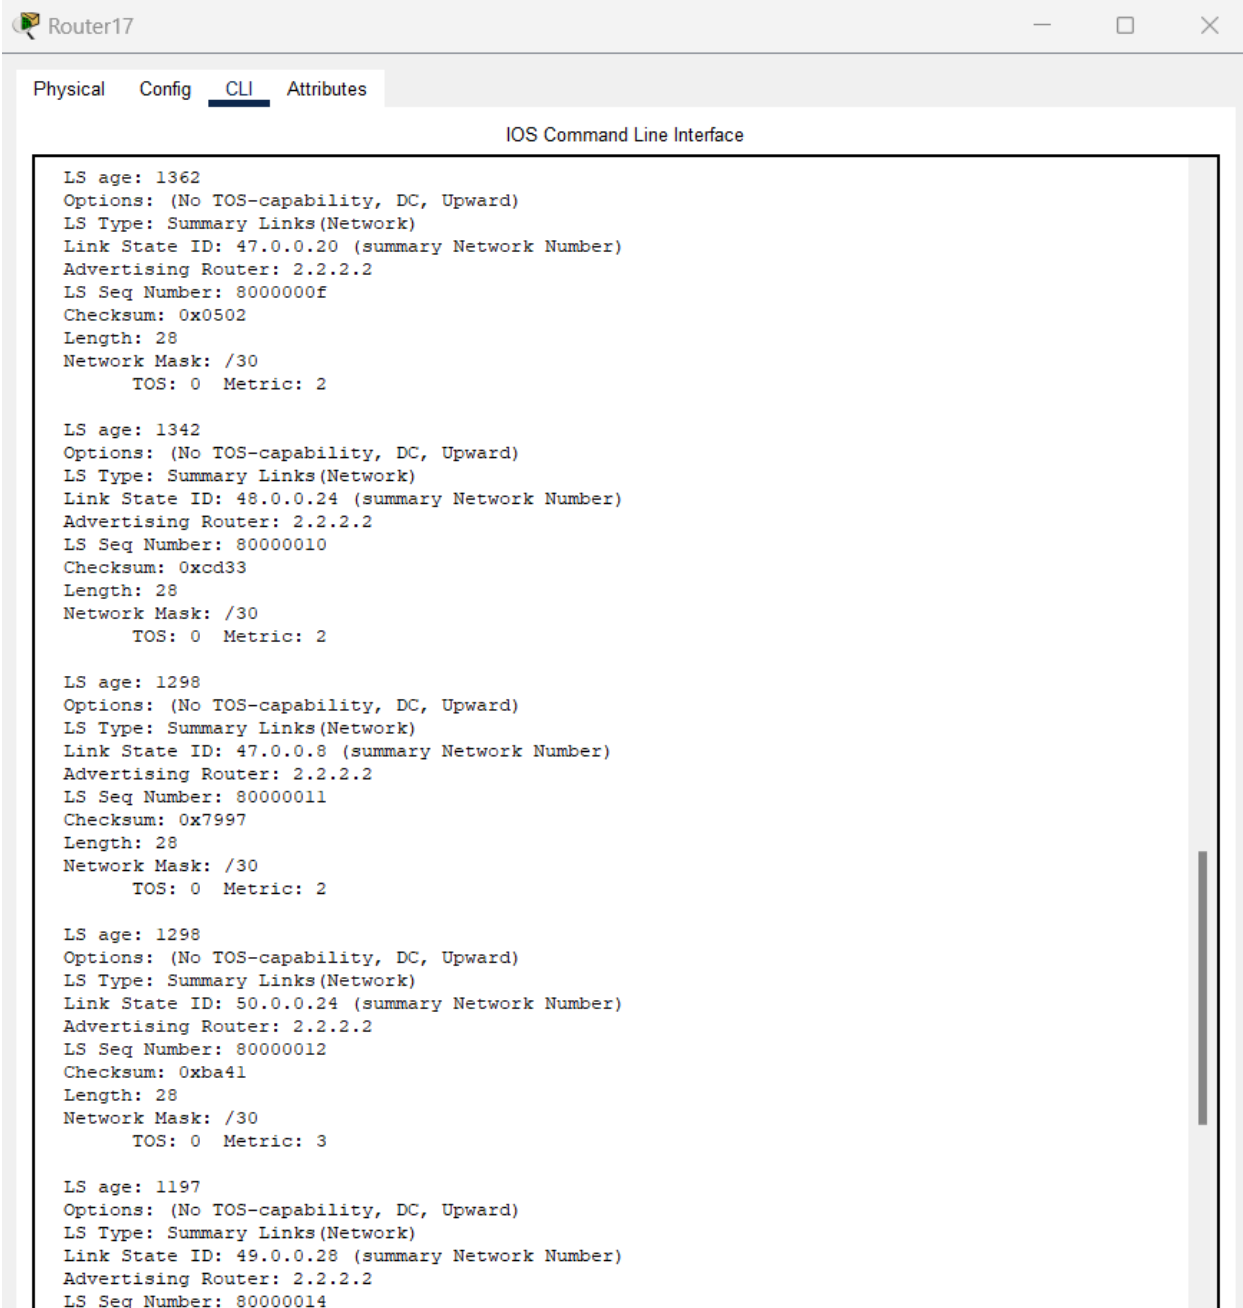 Router17
Physical Config CLI Attributes
IOS Command Line Interface
LS age: 1362
Options: (No TOS-capability, DC, Upward)
LS Type: Summary Links(Network)
Link State ID: 47.0.0.20 (summary Network Number)
Advertising Router: 2.2.2.2
LS Seq Number: 8000000f
Checksum: 0x0502
Length: 28
Network Mask: /30
TOS: 0 Metric: 2
LS age: 1342
Options: (No TOS-capability, DC, Upward)
LS Type: Summary Links(Network)
Link State ID: 48.0.0.24 (summary Network Number)
Advertising Router: 2.2.2.2
LS Seq Number: 80000010
Checksum: 0xcd33
Length: 28
Network Mask: /30
TOS: 0 Metric: 2
LS age: 1298
Options: (No TOS-capability, DC, Upward)
LS Type: Summary Links(Network)
Link State ID: 47.0.0.8 (summary Network Number)
Advertising Router: 2.2.2.2
LS Seq Number: 80000011
Checksum: 0x7997
Length: 28
Network Mask: /30
TOS: 0 Metric: 2
LS age: 1298
Options: (No TOS-capability, DC, Upward)
LS Type: Summary Links(Network)
Link State ID: 50.0.0.24 (summary Network Number)
Advertising Router: 2.2.2.2
LS Seq Number: 80000012
Checksum: 0xba41
Length: 28
Network Mask: /30
TOS: 0 Metric: 3
LS age: 1197
Options: (No TOS-capability, DC, Upward)
LS Type: Summary Links(Network)
Link State ID: 49.0.0.28 (summary Network Number)
Advertising Router: 2.2.2.2
LS Seq Number: 80000014